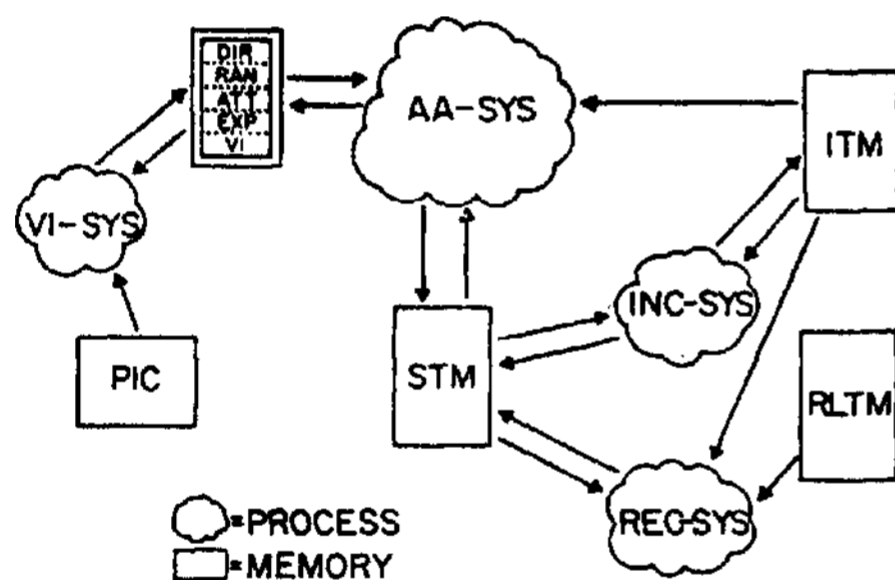 DIR
RAN
ATT
EXP
VI
AA-SYS
ITM
VI-SYS
INC-SYS
PIC
STM
RLTM
REC-SYS
=PROCESS
=MEMORY